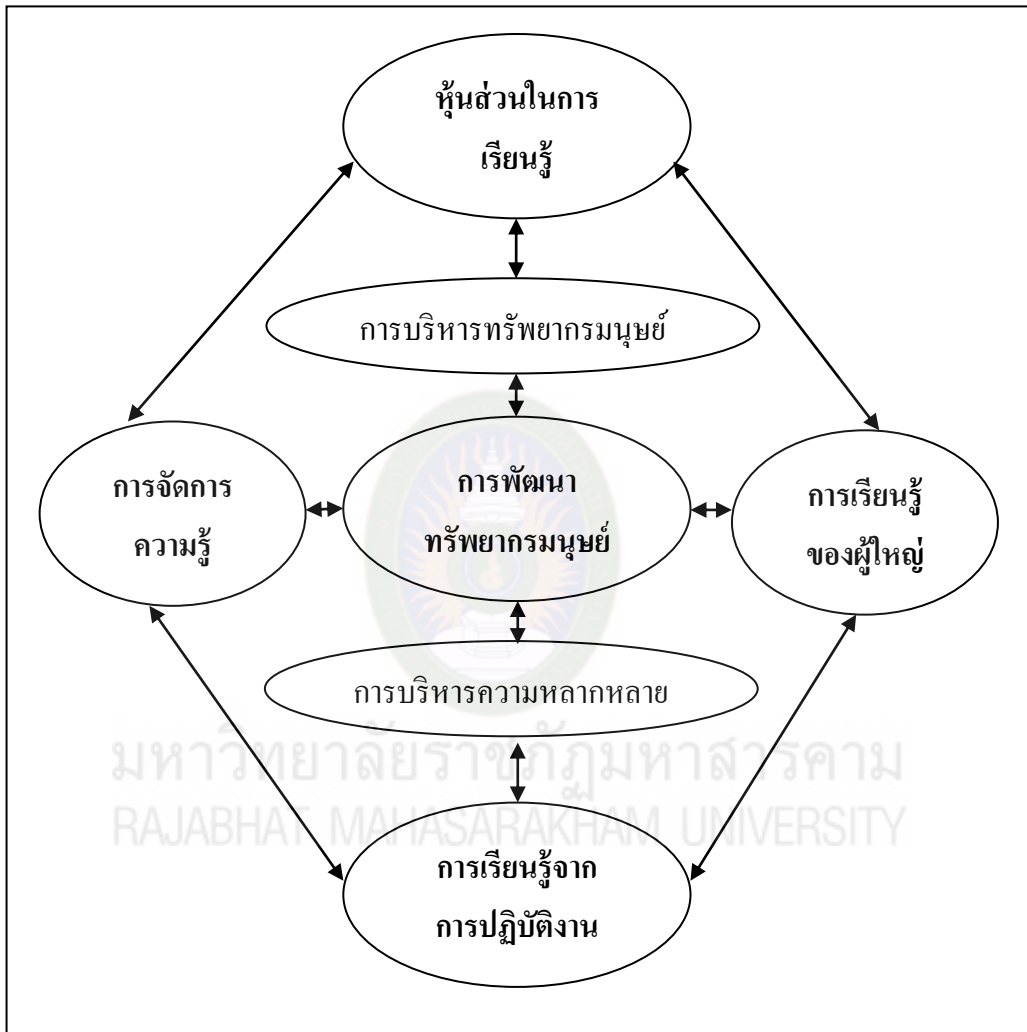 หุ้นส่วนในการ
เรียนรู้
การบริหารทรัพยากรมนุษย์
การจัดการ
ความรู้
การพัฒนา
ทรัพยากรมนุษย์
การเรียนรู้
ของผู้ใหญ่
การบริหารความหลากหลาย
มหาวิทยาลัยราชภัฏมหาสารคาม
RAJABHAT MAHASARAKHAM UNIVERSITY
การเรียนรู้จาก
การปฏิบัติงาน